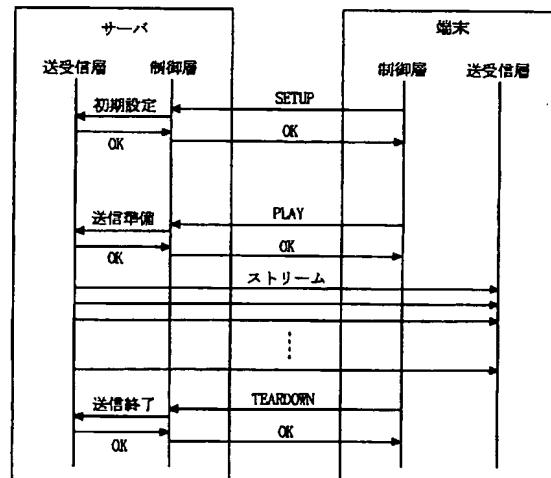 サーバ
端末
送受信層
制御層
制御層
送受信層
初期設定
SETUP
OK
OK
送信準備
PLAY
OK
OK
ストリーム
送信終了
TEARDOWN
OK
OK